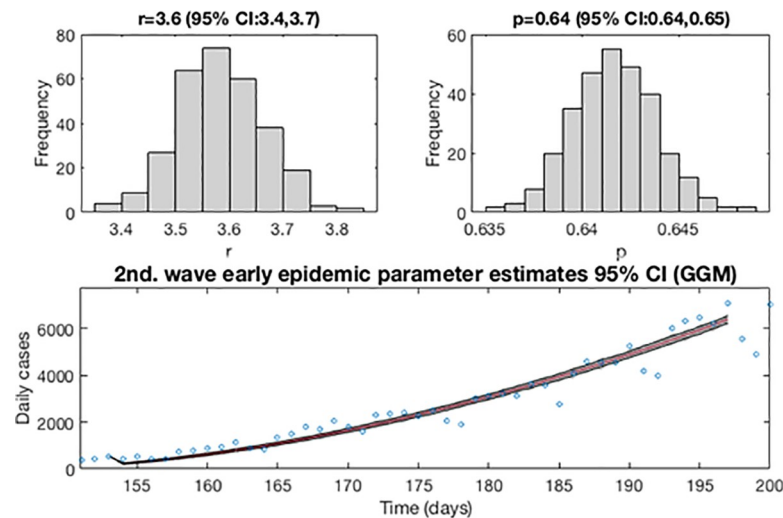 r=3.6 (95% CI:3.4,3.7)
80
60
40
20
0
Frequency
3.4 3.5 3.6 3.7 3.8
r
p=0.64 (95% CI:0.64,0.65)
60
40
20
0
Frequency
0.635 0.64 0.645
p
2nd. wave early epidemic parameter estimates 95% CI (GGM)
6000
4000
2000
0
Daily cases
155 160 165 170 175 180 185 190 195 200
Time (days)